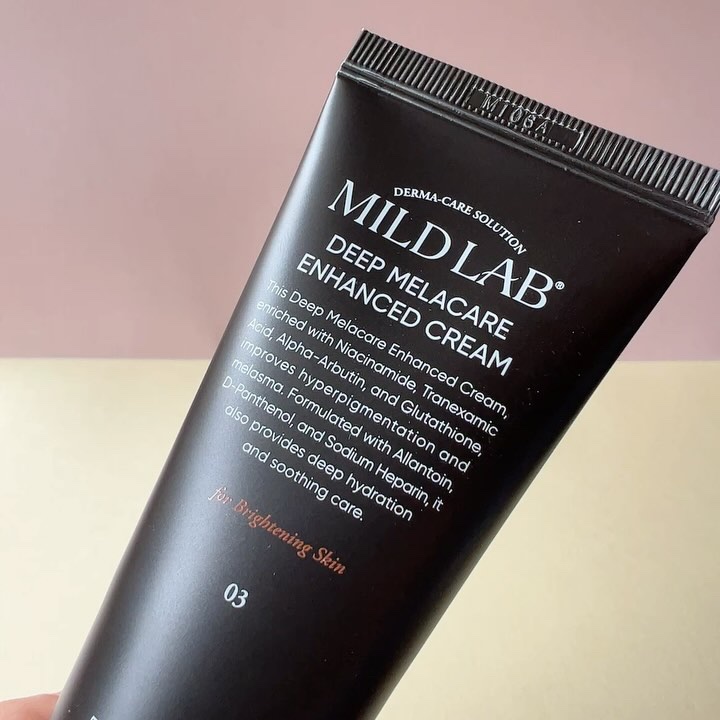 M106A
DERMA-CARE SOLUTION
MILD LAB®
DEEP MELACARE
ENHANCED CREAM
This Deep Melacare Enhanced Cream,
enriched with Niacinamide, Tranexamic
Acid, Alpha-Arbutin, and Glutathione,
improves hyperpigmentation and
melasma. Formulated with Allantoin,
D-Panthenol, and Sodium Heparin, it
also provides deep hydration
and soothing care.
for Brightening Skin
03